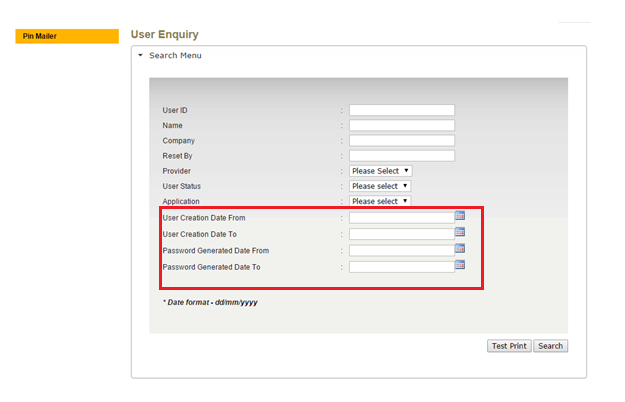 Pin Mailer
User Enquiry
Search Menu
User ID :
Name :
Company :
Reset By :
Provider : Please Select
User Status : Please select
Application : Please select
User Creation Date From :
User Creation Date To :
Password Generated Date From :
Password Generated Date To :
* Date format - dd/mm/yyyy
Test Print Search